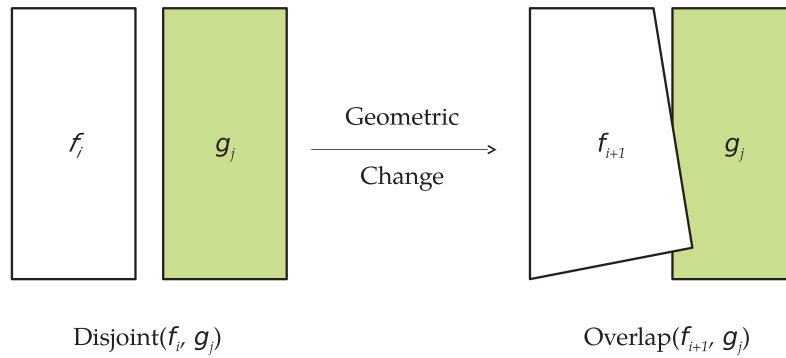 f_i g_j Geometric f_{i+1} g_j
Change
Disjoint(f_i, g_j) Overlap(f_{i+1}, g_j)